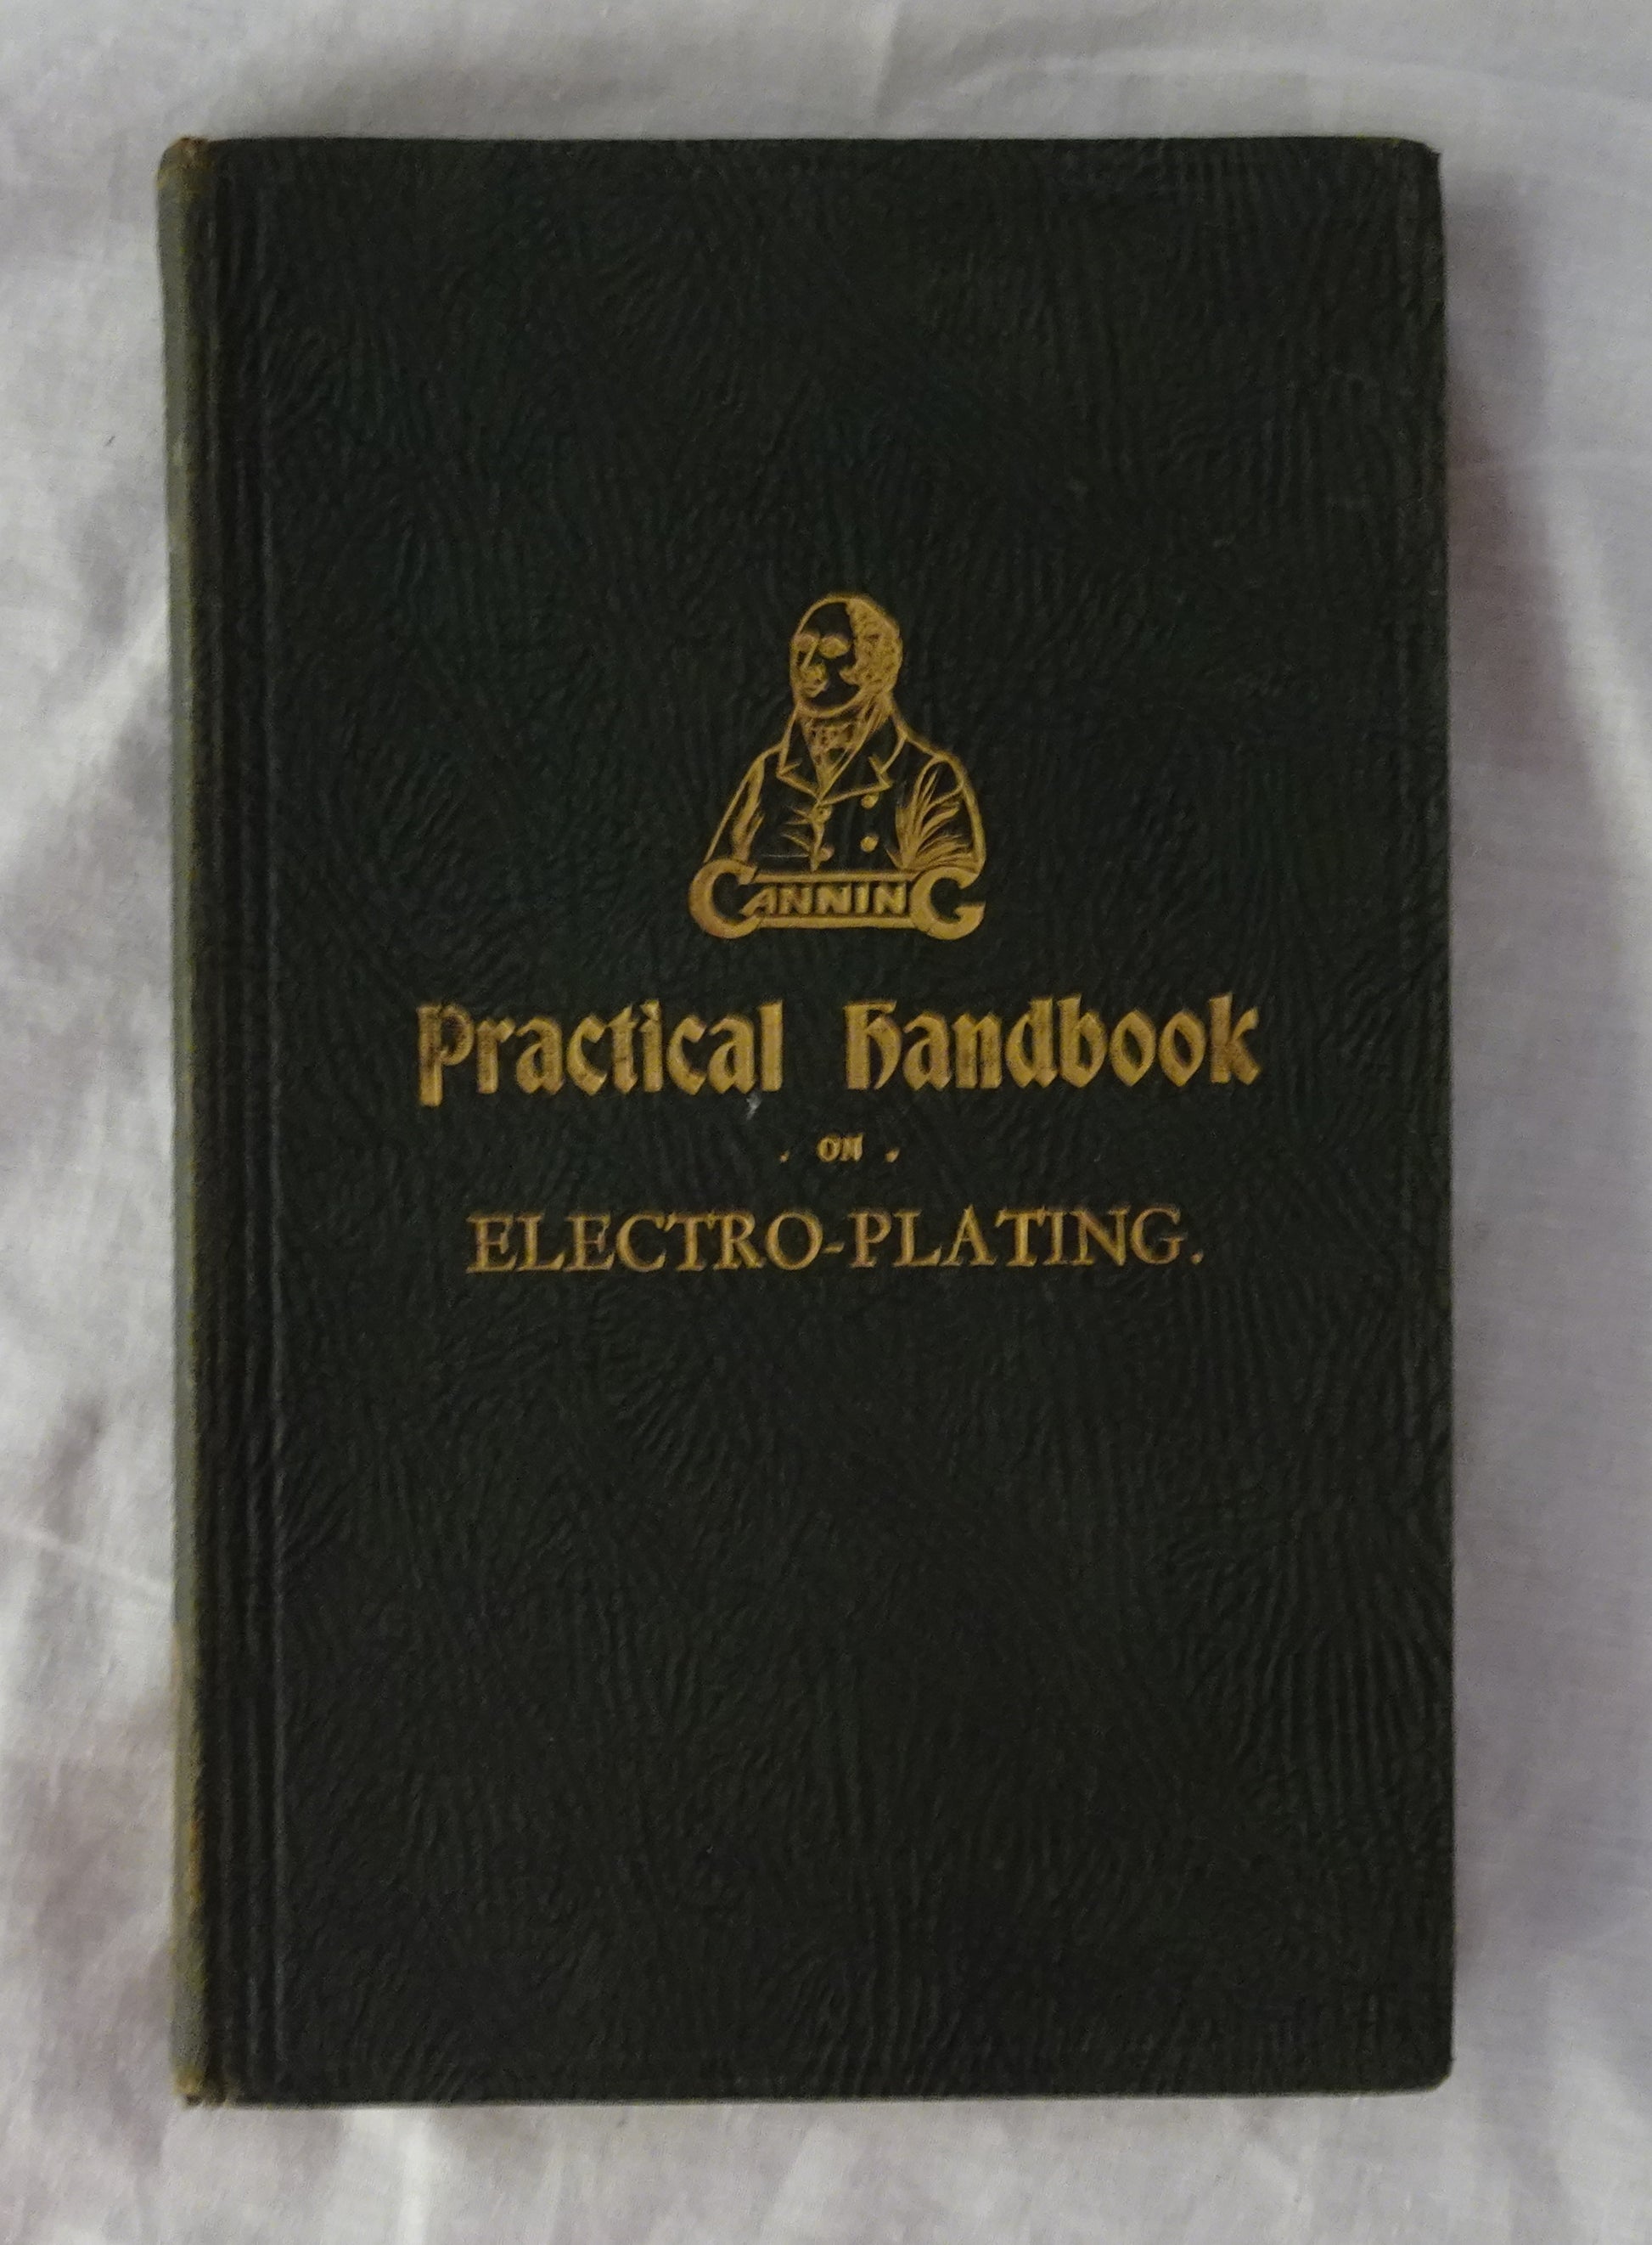 CANNING
Practical Handbook
. ON .
ELECTRO-PLATING.